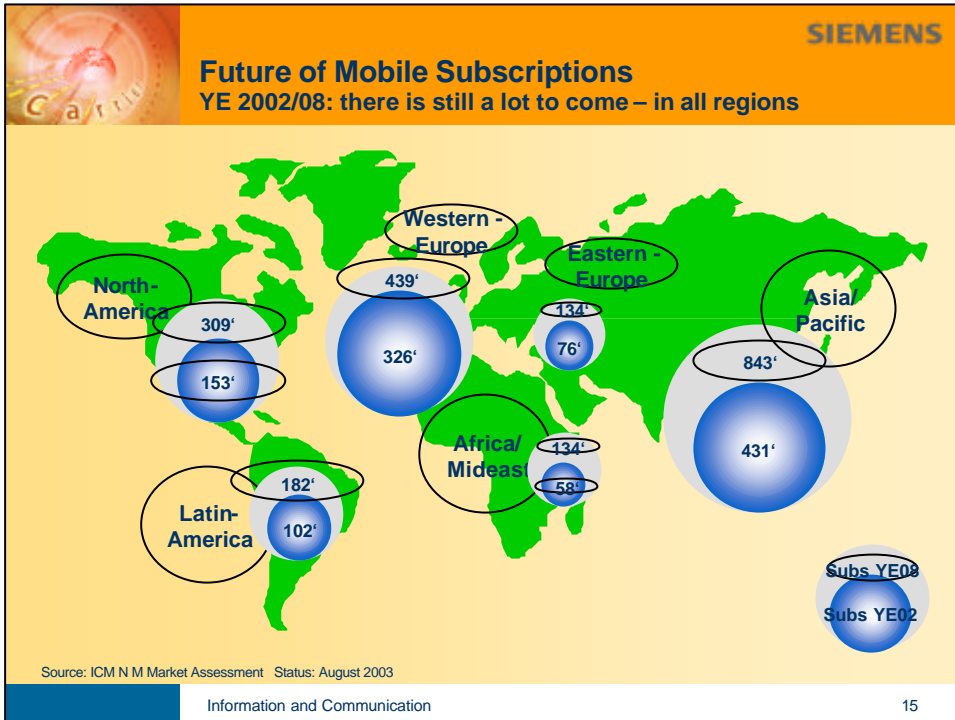 SIEMENS
Carrie
Future of Mobile Subscriptions
YE 2002/08: there is still a lot to come – in all regions
Western -
Europe
Eastern -
Europe
North-
America
Asia/
Pacific
439‘
309‘
134‘
326‘
76‘
843‘
153‘
431‘
Africa/
Mideast
134‘
58‘
182‘
Latin-
America
102‘
Subs YE08
Subs YE02
Source: ICM N M Market Assessment   Status: August 2003
Information and Communication
15